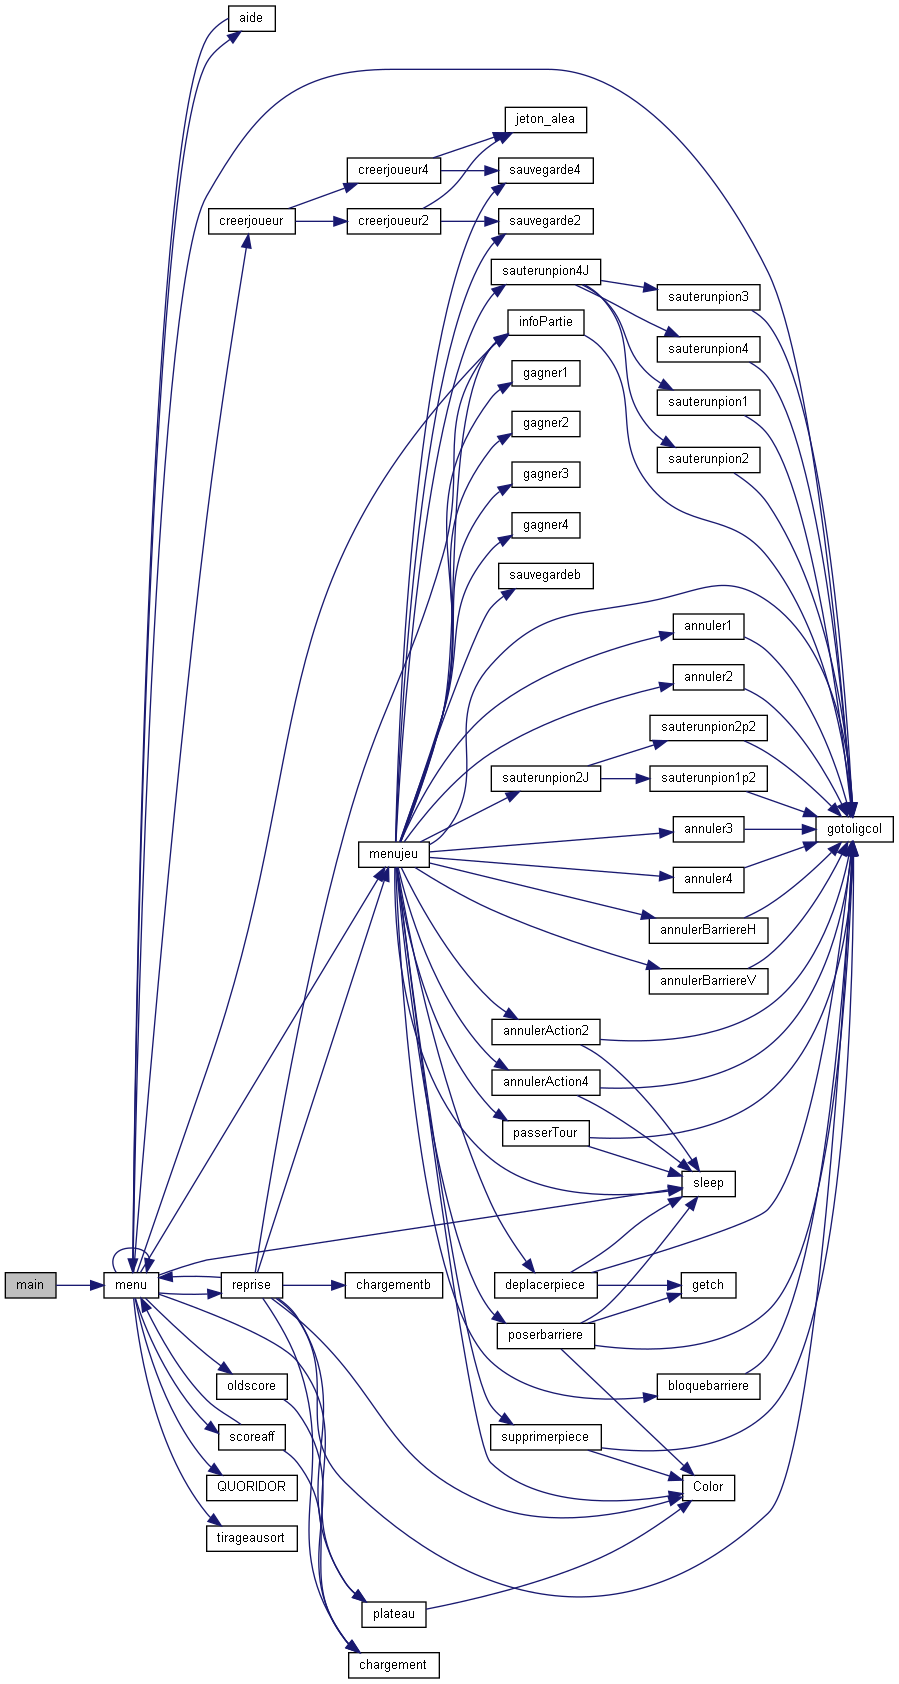 aide
jeton_alea
creerjoueur4
sauvegarde4
creerjoueur
creerjoueur2
sauvegarde2
sauterunpion4J
sauterunpion3
infoPartie
sauterunpion4
gagner1
sauterunpion1
gagner2
sauterunpion2
gagner3
gagner4
sauvegardeb
annuler1
annuler2
sauterunpion2p2
sauterunpion2J
sauterunpion1p2
annuler3
gotoligcol
menujeu
annuler4
annulerBarriereH
annulerBarriereV
annulerAction2
annulerAction4
passerTour
sleep
main
menu
reprise
chargementb
deplacerpiece
getch
poserbarriere
oldscore
bloquebarriere
scoreaff
supprimerpiece
QUORIDOR
Color
tirageausort
plateau
chargement